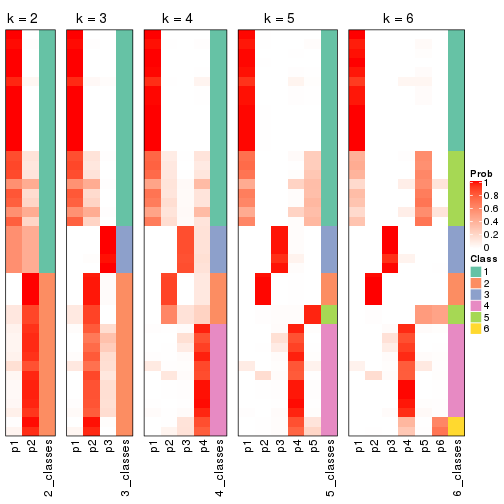 k = 2
k = 3
k = 4
k = 5
k = 6
Prob
1
0.8
0.6
0.4
0.2
0
Class
1
2
3
4
5
6
p1
p2
2_classes
p1
p2
p3
3_classes
p1
p2
p3
p4
4_classes
p1
p2
p3
p4
p5
5_classes
p1
p2
p3
p4
p5
p6
6_classes